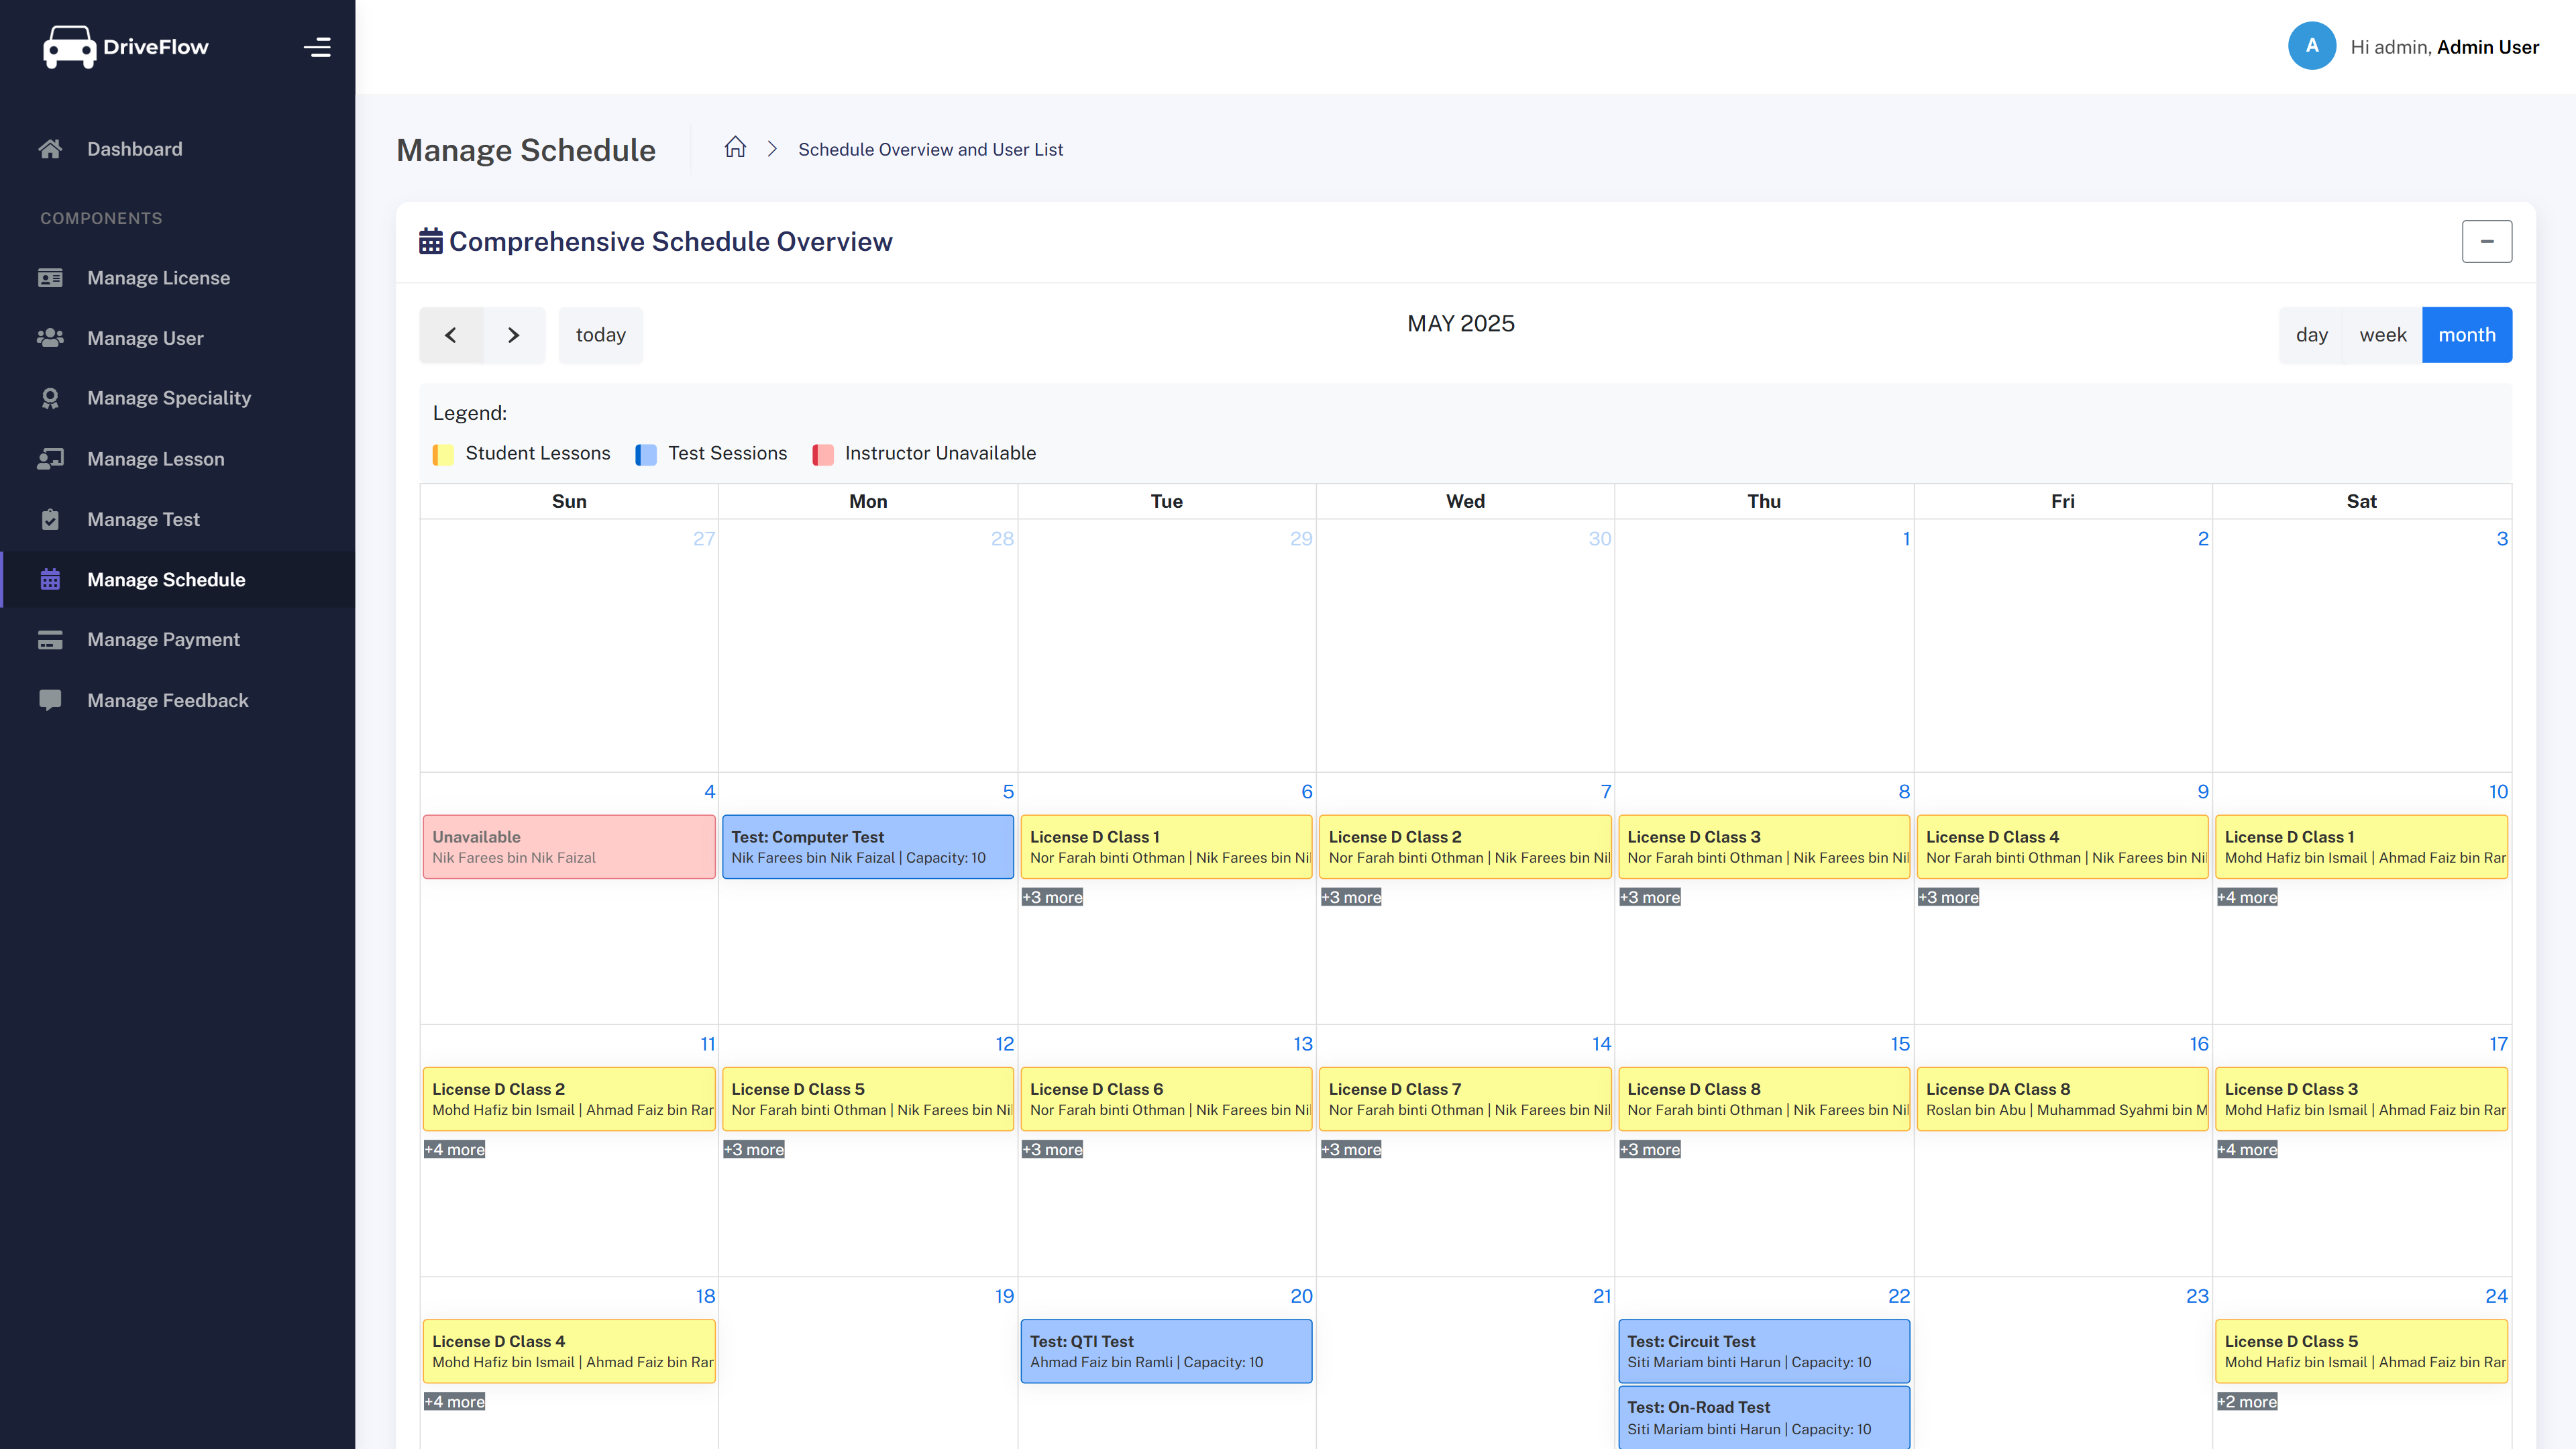 DriveFlow
A
Hi admin, Admin User
Dashboard
COMPONENTS
Manage License
Manage User
Manage Speciality
Manage Lesson
Manage Test
Manage Schedule
Manage Payment
Manage Feedback
Manage Schedule
Schedule Overview and User List
Comprehensive Schedule Overview
today
MAY 2025
day week month
Legend:
Student Lessons Test Sessions Instructor Unavailable
Sun Mon Tue Wed Thu Fri Sat
27 28 29 30 1 2 3
4 5 6 7 8 9 10
Unavailable
Nik Farees bin Nik Faizal
Test: Computer Test
Nik Farees bin Nik Faizal | Capacity: 10
License D Class 1
Nor Farah binti Othman | Nik Farees bin Ni
+3 more
License D Class 2
Nor Farah binti Othman | Nik Farees bin Nil
+3 more
License D Class 3
Nor Farah binti Othman | Nik Farees bin Nil
+3 more
License D Class 4
Nor Farah binti Othman | Nik Farees bin Ni
+3 more
License D Class 1
Mohd Hafiz bin Ismail | Ahmad Faiz bin Rar
+4 more
11 12 13 14 15 16 17
License D Class 2
Mohd Hafiz bin Ismail | Ahmad Faiz bin Rar
+4 more
License D Class 5
Nor Farah binti Othman | Nik Farees bin Nil
+3 more
License D Class 6
Nor Farah binti Othman | Nik Farees bin Ni
+3 more
License D Class 7
Nor Farah binti Othman | Nik Farees bin Nil
+3 more
License D Class 8
Nor Farah binti Othman | Nik Farees bin Nil
+3 more
License DA Class 8
Roslan bin Abu | Muhammad Syahmi bin M
License D Class 3
Mohd Hafiz bin Ismail | Ahmad Faiz bin Rar
+4 more
18 19 20 21 22 23 24
License D Class 4
Mohd Hafiz bin Ismail | Ahmad Faiz bin Rar
+4 more
Test: QTI Test
Ahmad Faiz bin Ramli | Capacity: 10
Test: Circuit Test
Siti Mariam binti Harun | Capacity: 10
Test: On-Road Test
Siti Mariam binti Harun | Capacity: 10
License D Class 5
Mohd Hafiz bin Ismail | Ahmad Faiz bin Rar
+2 more